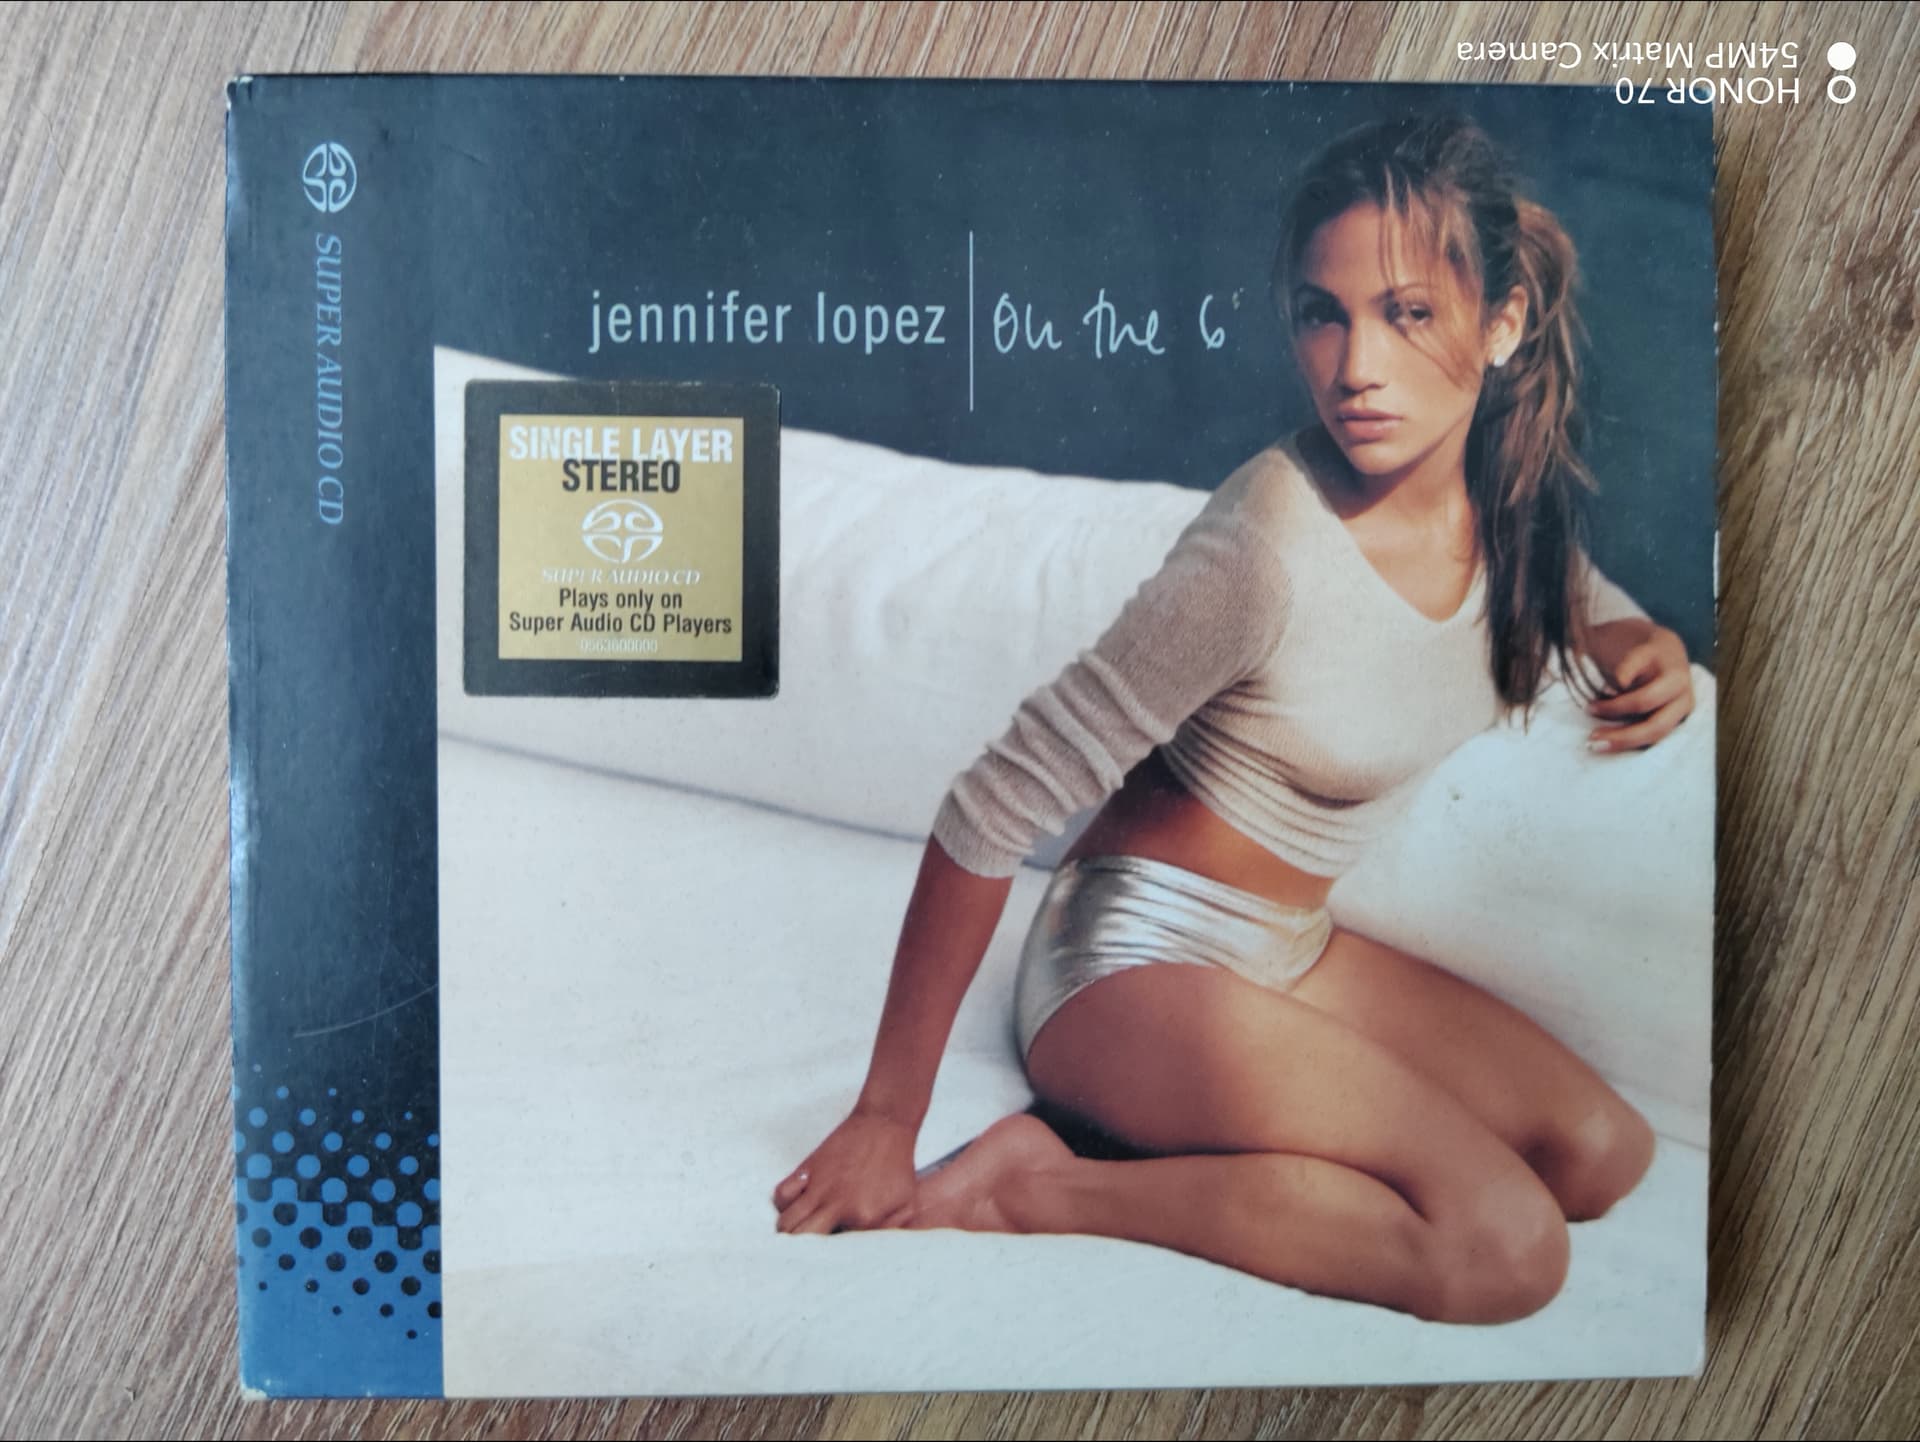 SUPER AUDIO CD
jennifer lopez
On the 6
SINGLE LAYER
STEREO
SUPER AUDIO CD
Plays only on
Super Audio CD Players
0563600000
HONOR 70
54MP Matrix Camera